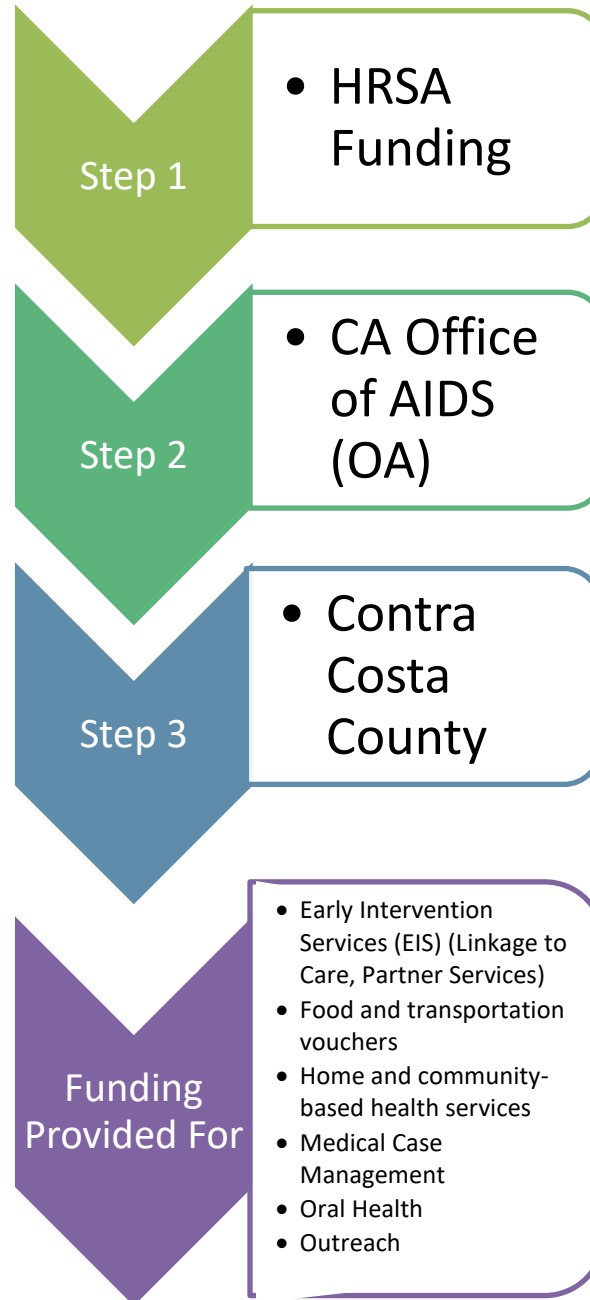 Step 1
• HRSA
Funding
Step 2
• CA Office
of AIDS
(OA)
Step 3
• Contra
Costa
County
Funding
Provided For
• Early Intervention
Services (EIS) (Linkage to
Care, Partner Services)
• Food and transportation
vouchers
• Home and community-
based health services
• Medical Case
Management
• Oral Health
• Outreach